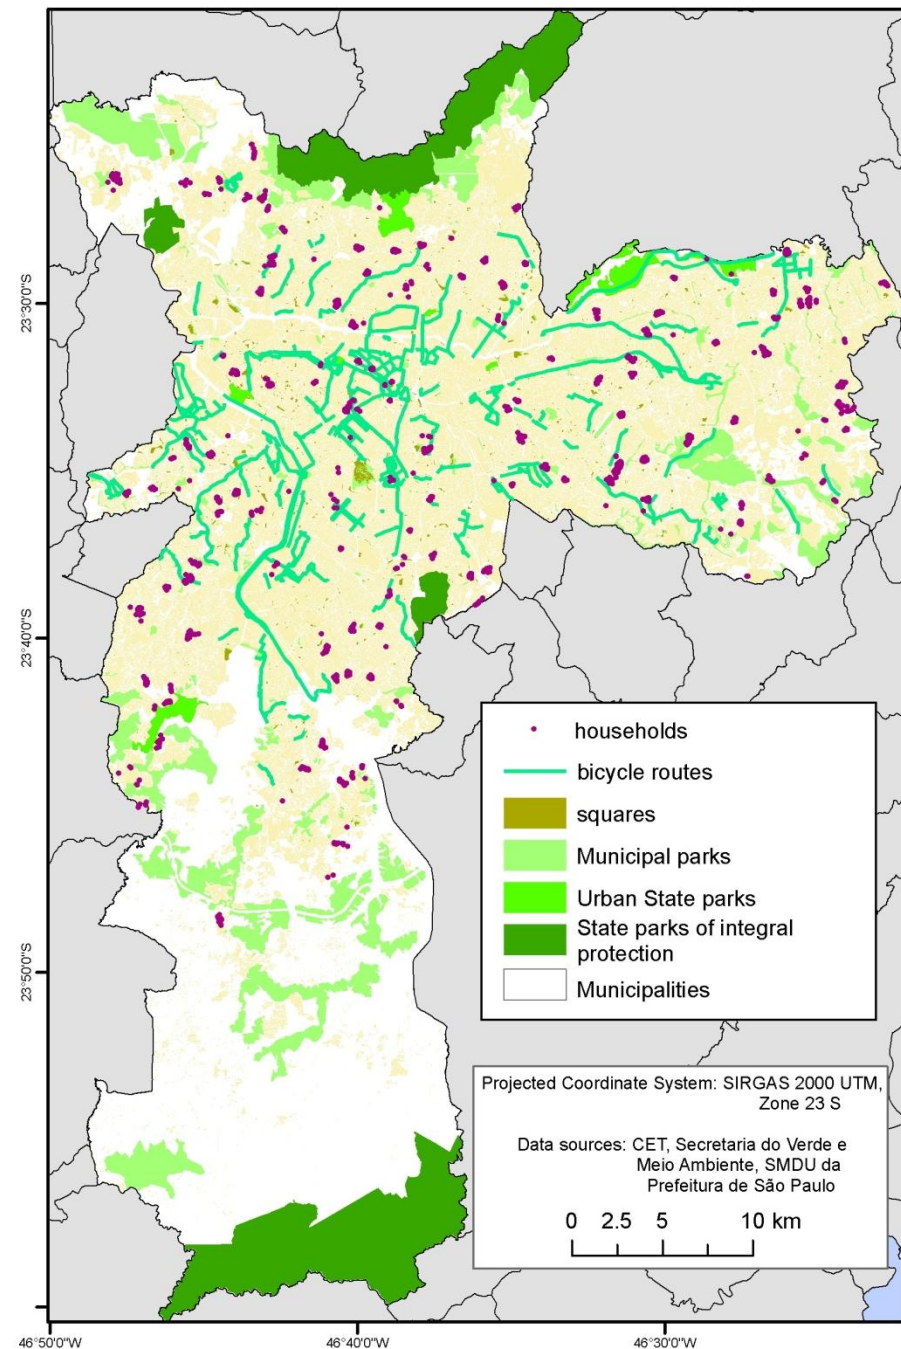 23°30'0"S
23°40'0"S
23°50'0"S
households
bicycle routes
squares
Municipal parks
Urban State parks
State parks of integral
protection
Municipalities
Projected Coordinate System: SIRGAS 2000 UTM,
Zone 23 S
Data sources: CET, Secretaria do Verde e
Meio Ambiente, SMDU da
Prefeitura de São Paulo
0 2.5 5 10 km
46°50'0"W 46°40'0"W 46°30'0"W